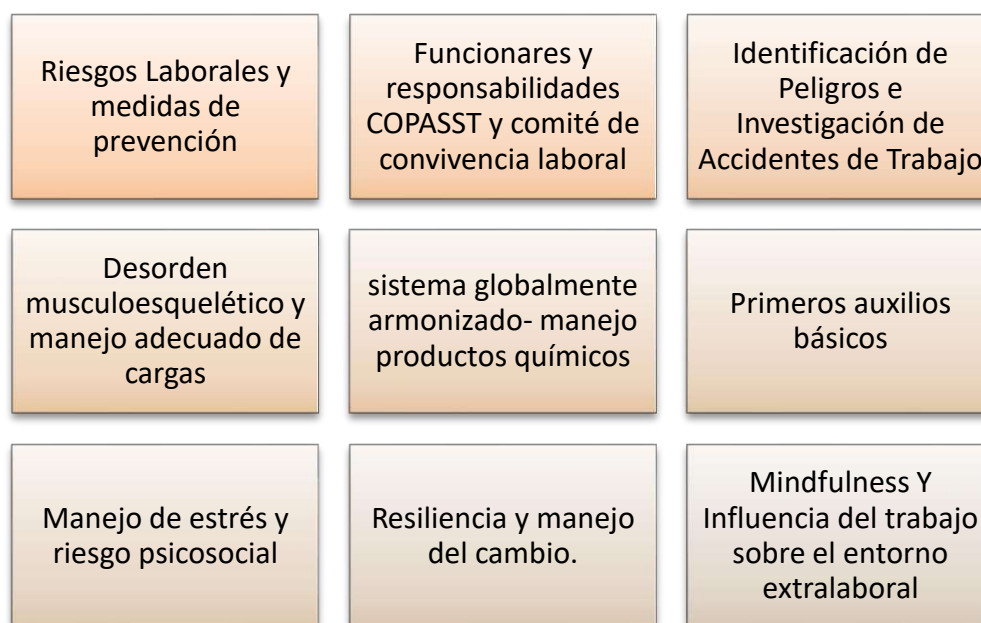 Riesgos Laborales y
medidas de
prevención
Funcionares y
responsabilidades
COPASST y comité de
convivencia laboral
Identificación de
Peligros e
Investigación de
Accidentes de Trabajo
Desorden
musculoesquelético y
manejo adecuado de
cargas
sistema globalmente
armonizado- manejo
productos químicos
Primeros auxilios
básicos
Manejo de estrés y
riesgo psicosocial
Resiliencia y manejo
del cambio.
Mindfulness Y
Influencia del trabajo
sobre el entorno
extralaboral